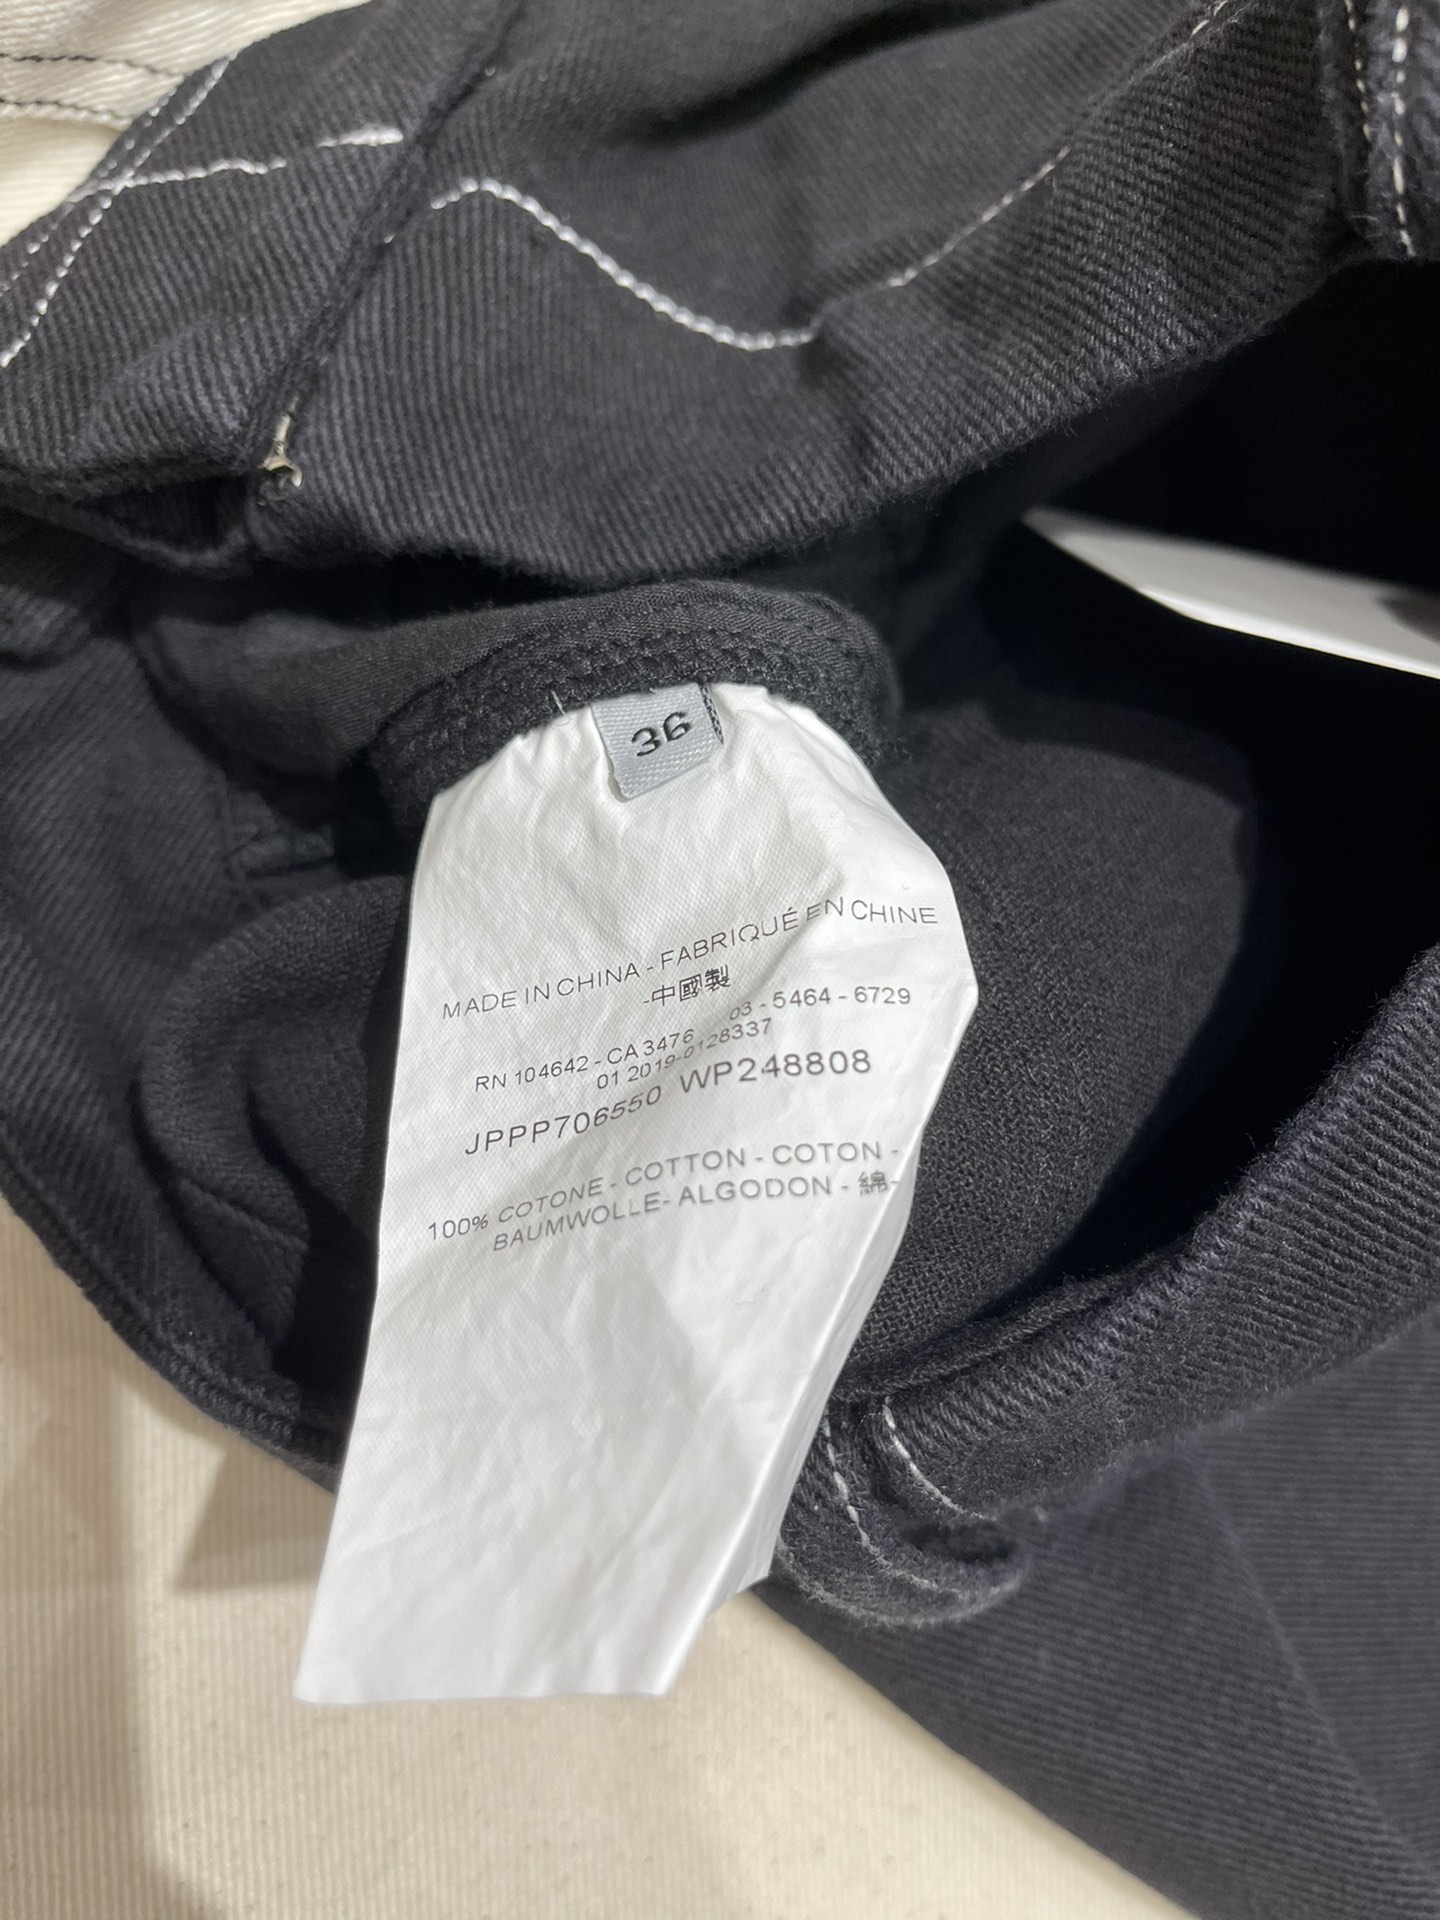 36
MADE IN CHINA - FABRIQUÉ EN CHINE
-中國製
RN 104642 - CA 3476 03 - 5464 - 6729
01 2019-0128337
JPPP706550 WP248808
100% COTONE - COTTON - COTON -
BAUMWOLLE- ALGODON - 綿-